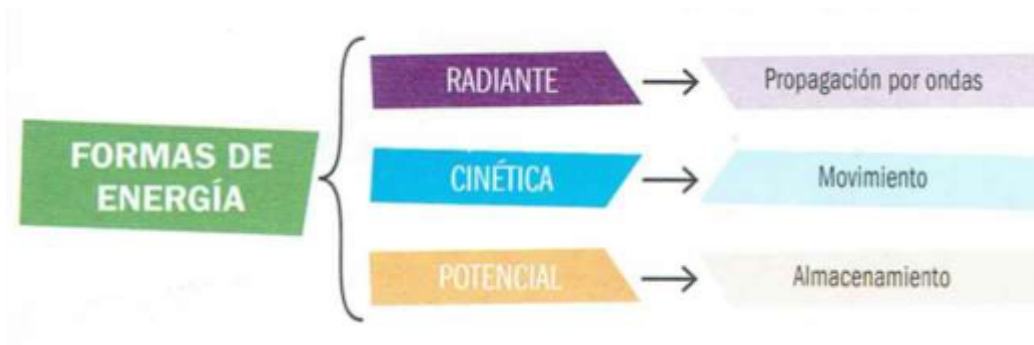 FORMAS DE
ENERGÍA
RADIANTE
Propagación por ondas
CINÉTICA
Movimiento
POTENCIAL
Almacenamiento